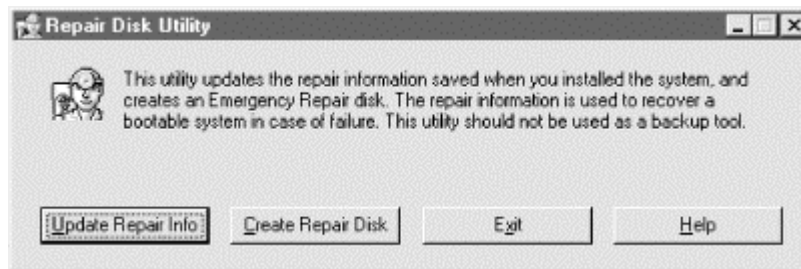 Repair Disk Utility
This utility updates the repair information saved when you installed the system, and
creates an Emergency Repair disk. The repair information is used to recover a
bootable system in case of failure. This utility should not be used as a backup tool.
Update Repair Info
Create Repair Disk
Exit
Help